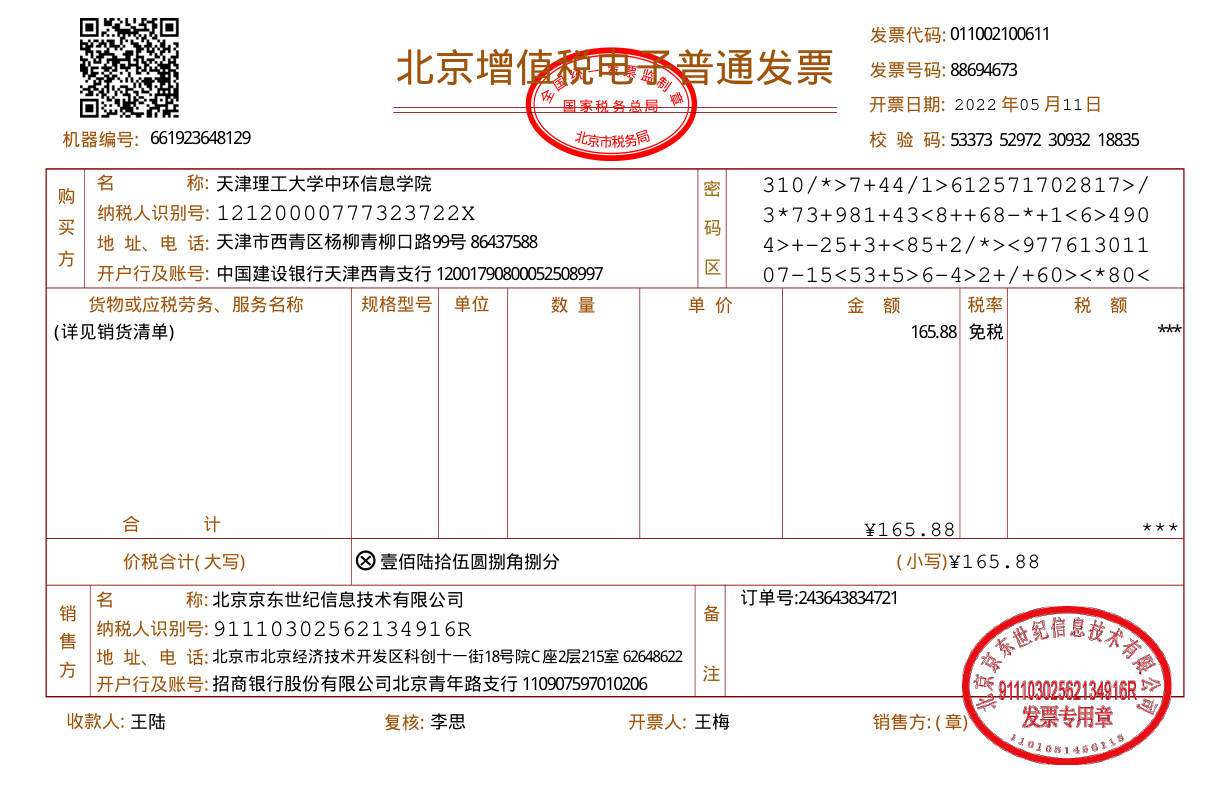 北京增值税电子普通发票
全国统一发票监制章
国家税务总局
北京市税务局
发票代码: 011002100611
发票号码: 88694673
开票日期: 2022 年05 月11日
校 验 码: 53373 52972 30932 18835
机器编号: 661923648129
购买方
名 称: 天津理工大学中环信息学院
纳税人识别号: 12120000777323722X
地 址、电 话: 天津市西青区杨柳青柳口路99号 86437588
开户行及账号: 中国建设银行天津西青支行 12001790800052508997
密码区
310/*>7+44/1>612571702817>/
3*73+981+43<8++68-*+1<6>490
4>+-25+3+<85+2/*><977613011
07-15<53+5>6-4>2+/+60><*80<
货物或应税劳务、服务名称 规格型号 单位 数 量 单 价 金 额 税率 税 额
(详见销货清单) 165.88 免税 ***
合 计 ¥165.88 ***
价税合计( 大写) ⊗ 壹佰陆拾伍圆捌角捌分 ( 小写)¥165.88
销售方
名 称: 北京京东世纪信息技术有限公司
纳税人识别号: 91110302562134916R
地 址、电 话: 北京市北京经济技术开发区科创十一街18号院C座2层215室 62648622
开户行及账号: 招商银行股份有限公司北京青年路支行 110907597010206
备注
订单号:243643834721
收款人: 王陆 复核: 李思 开票人: 王梅 销售方: ( 章)
北京京东世纪信息技术有限公司
91110302562134916R
发票专用章
1101081456113